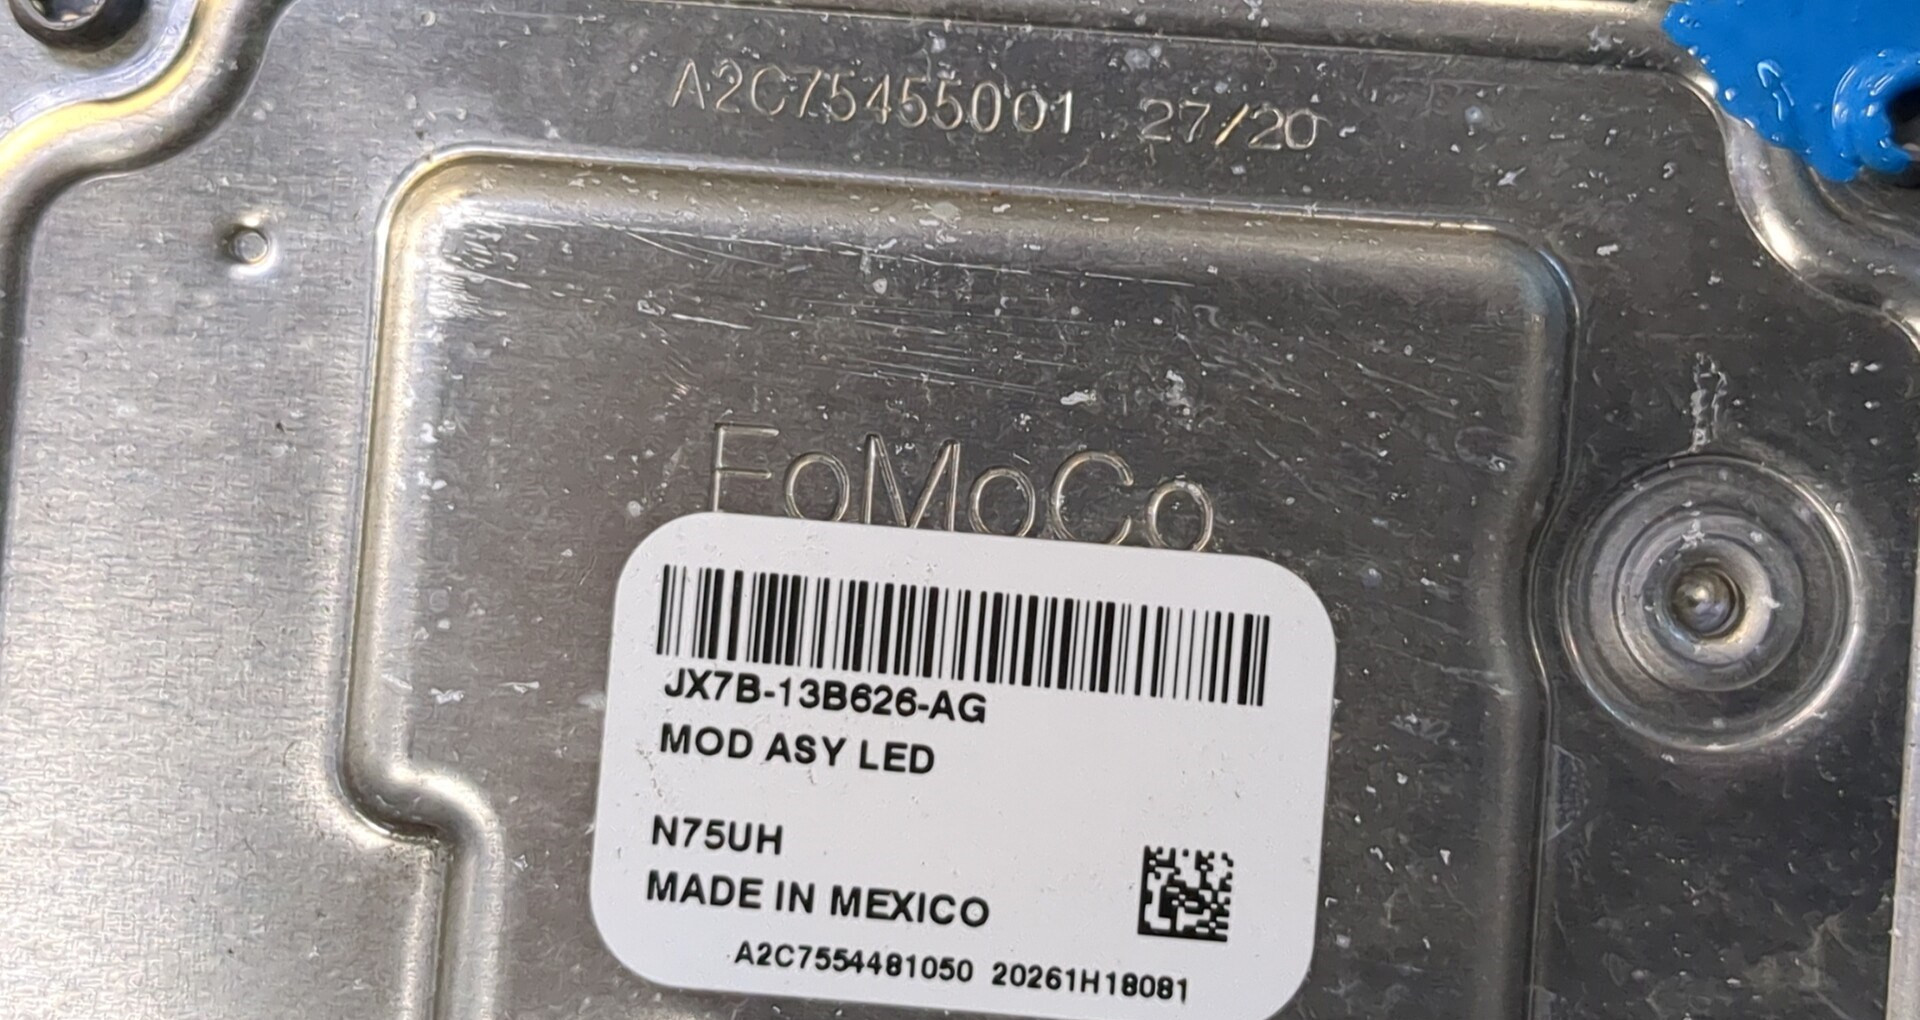 A2C75455001 27/20
FoMoCo
JX7B-13B626-AG
MOD ASY LED
N75UH
MADE IN MEXICO
A2C7554481050 20261H18081